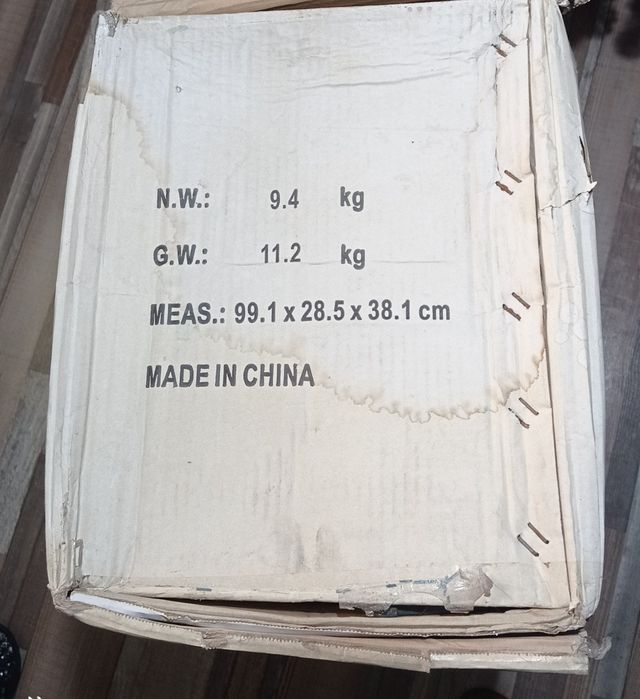 N.W.: 9.4 kg
G.W.: 11.2 kg
MEAS.: 99.1 x 28.5 x 38.1 cm
MADE IN CHINA